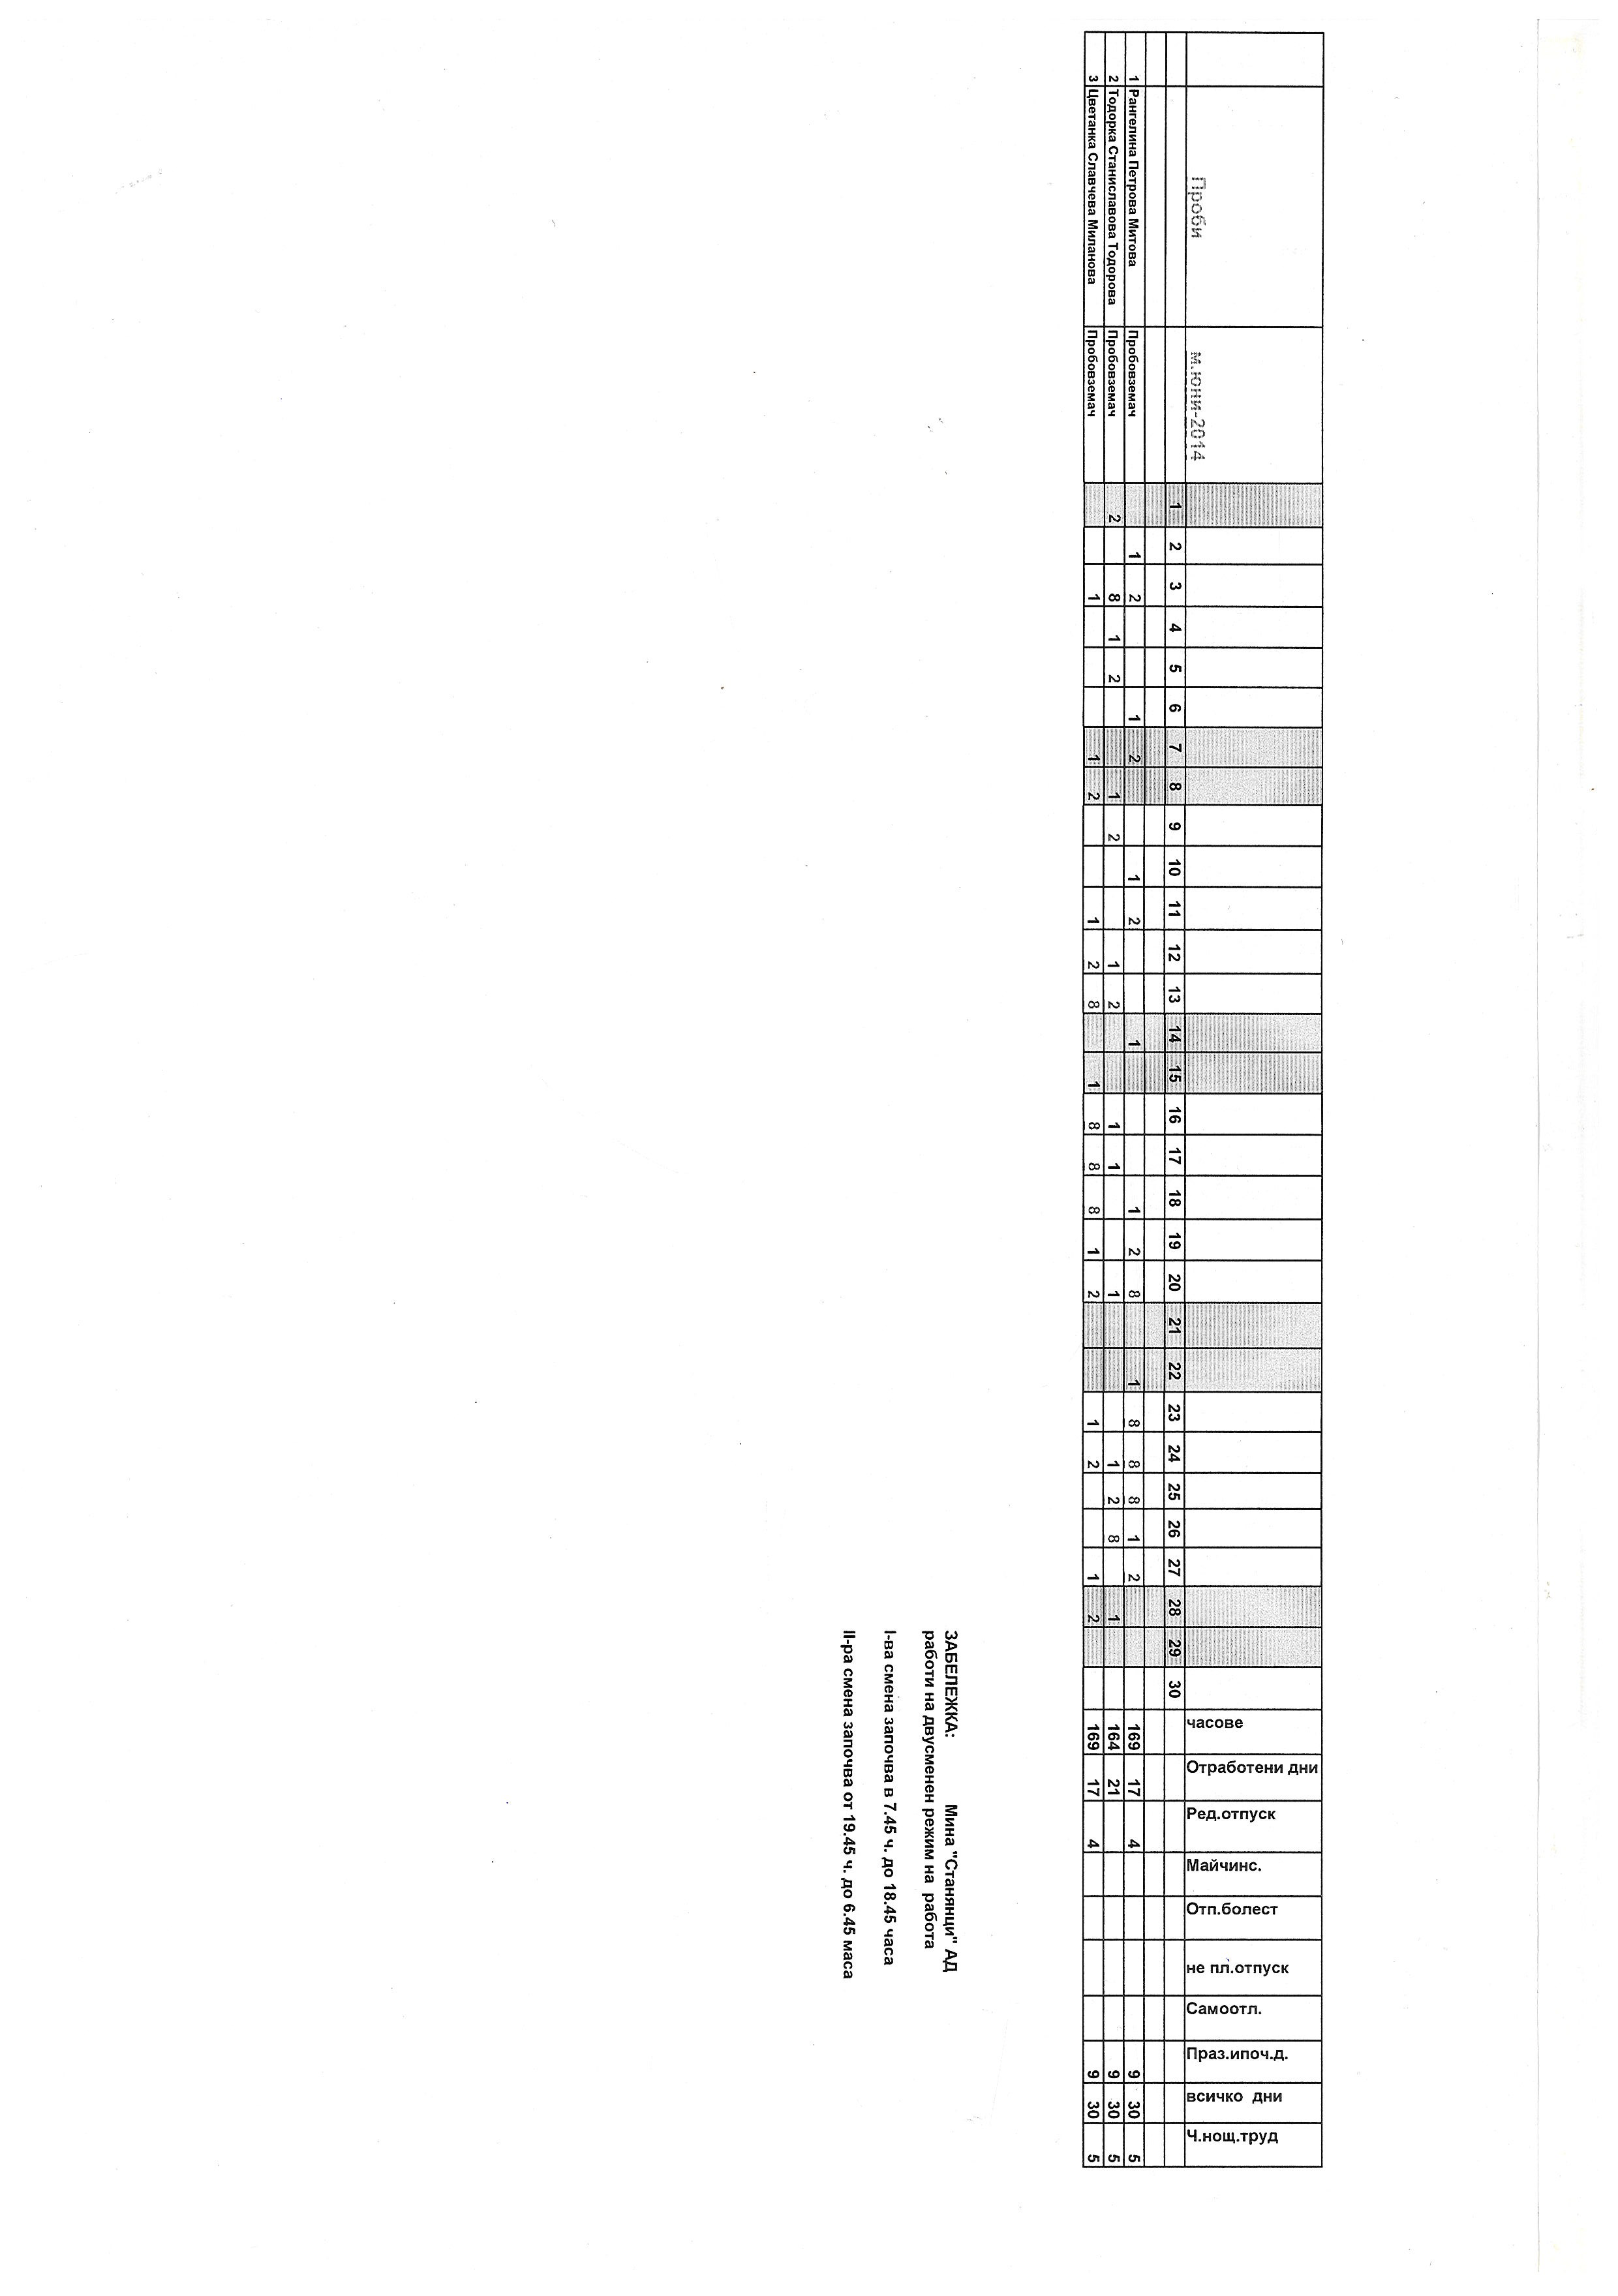 Проби м.юни-2014 часове Отработени дни Ред.отпуск Майчинс. Отп.болест не пл.отпуск Самоотл. Праз.ипоч.д. всичко дни Ч.нощ.труд
1 2 3 4 5 6 7 8 9 10 11 12 13 14 15 16 17 18 19 20 21 22 23 24 25 26 27 28 29 30
1 Рангелина Петрова Митова Пробовземач 1 2 1 2 1 2 1 1 2 8 1 8 8 8 1 2 169 17 4 9 30 5
2 Тодорка Станиславова Тодорова Пробовземач 2 8 1 2 1 2 1 2 1 1 1 1 2 8 1 164 21 9 30 5
3 Цветанка Славчева Миланова Пробовземач 1 1 2 1 2 8 1 8 8 8 1 2 1 2 1 2 169 17 4 9 30 5
ЗАБЕЛЕЖКА: Мина "Станянци" АД
работи на двусменен режим на работа
I-ва смена започва в 7.45 ч. до 18.45 часа
II-ра смена започва от 19.45 ч. до 6.45 маса